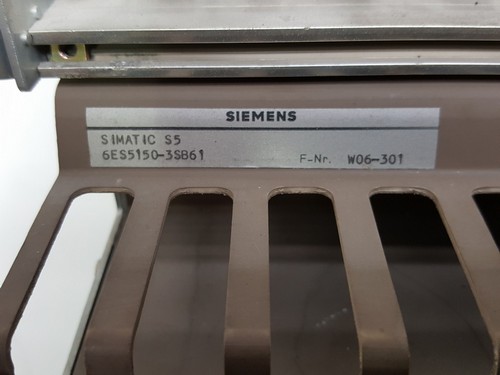 SIEMENS
SIMATIC S5
6ES5150-3SB61 F-Nr. W06-301